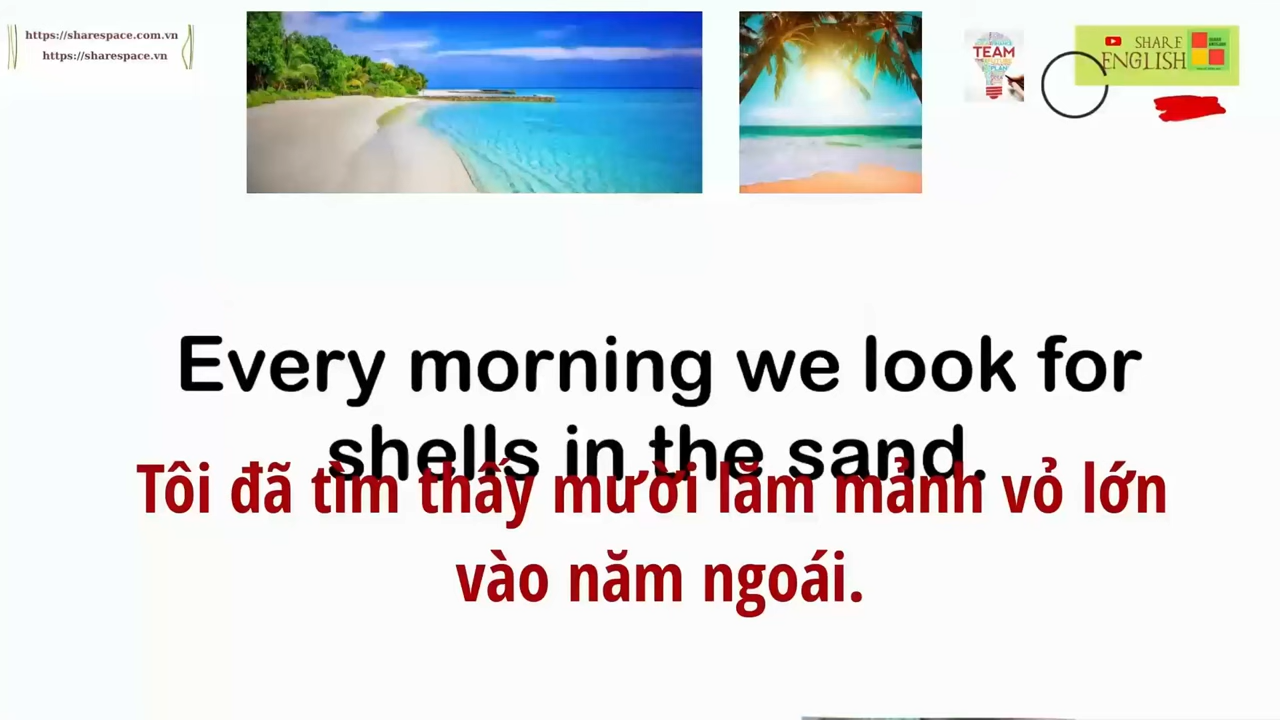 https://sharespace.com.vn
https://sharespace.vn
TEAM
PLAN
SHARE
ENGLISH
Every morning we look for
shells in the sand.
Tôi đã tìm thấy mười lăm mảnh vỏ lớn
vào năm ngoái.